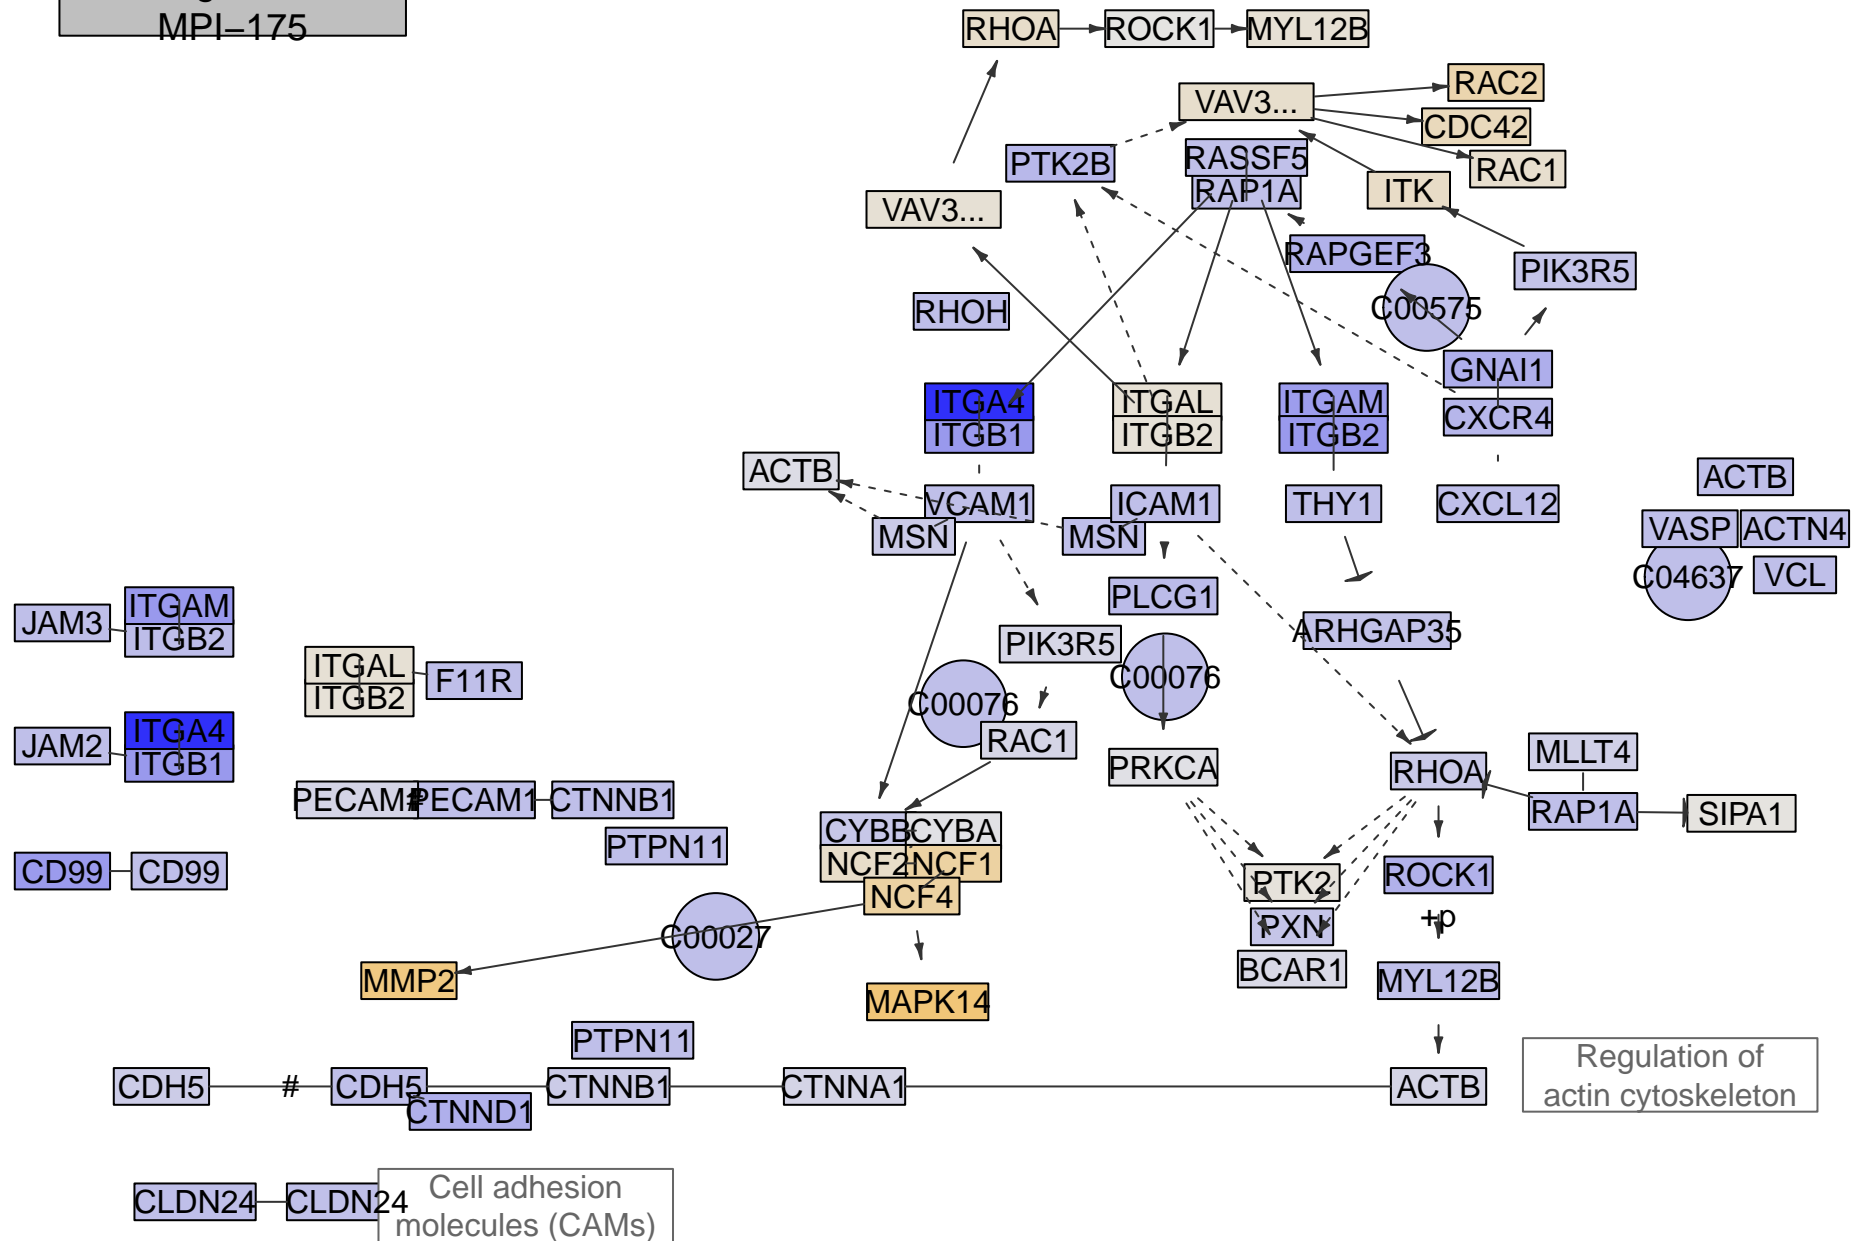 MPI−175
RHOA
ROCK1
MYL12B
VAV3...
RAC2
CDC42
RAC1
PTK2B
RASSF5
RAP1A
ITK
VAV3...
RAPGEF3
PIK3R5
RHOH
C00575
GNAI1
CXCR4
ITGA4
ITGB1
ITGAL
ITGB2
ITGAM
ITGB2
ACTB
VCAM1
MSN
ICAM1
MSN
THY1
CXCL12
ACTB
VASP
ACTN4
C04637
VCL
PLCG1
JAM3
ITGAM
ITGB2
PIK3R5
ARHGAP35
ITGAL
ITGB2
F11R
C00076
C00076
JAM2
ITGA4
ITGB1
RAC1
PRKCA
RHOA
MLLT4
RAP1A
SIPA1
PECAM1
#
PECAM1
CTNNB1
PTPN11
CYBB
CYBA
NCF2
NCF1
NCF4
CD99
CD99
PTK2
PXN
BCAR1
ROCK1
+p
C00027
MMP2
MAPK14
MYL12B
PTPN11
CDH5
#
CDH5
CTNND1
CTNNB1
CTNNA1
ACTB
Regulation of
actin cytoskeleton
CLDN24
CLDN24
Cell adhesion
molecules (CAMs)